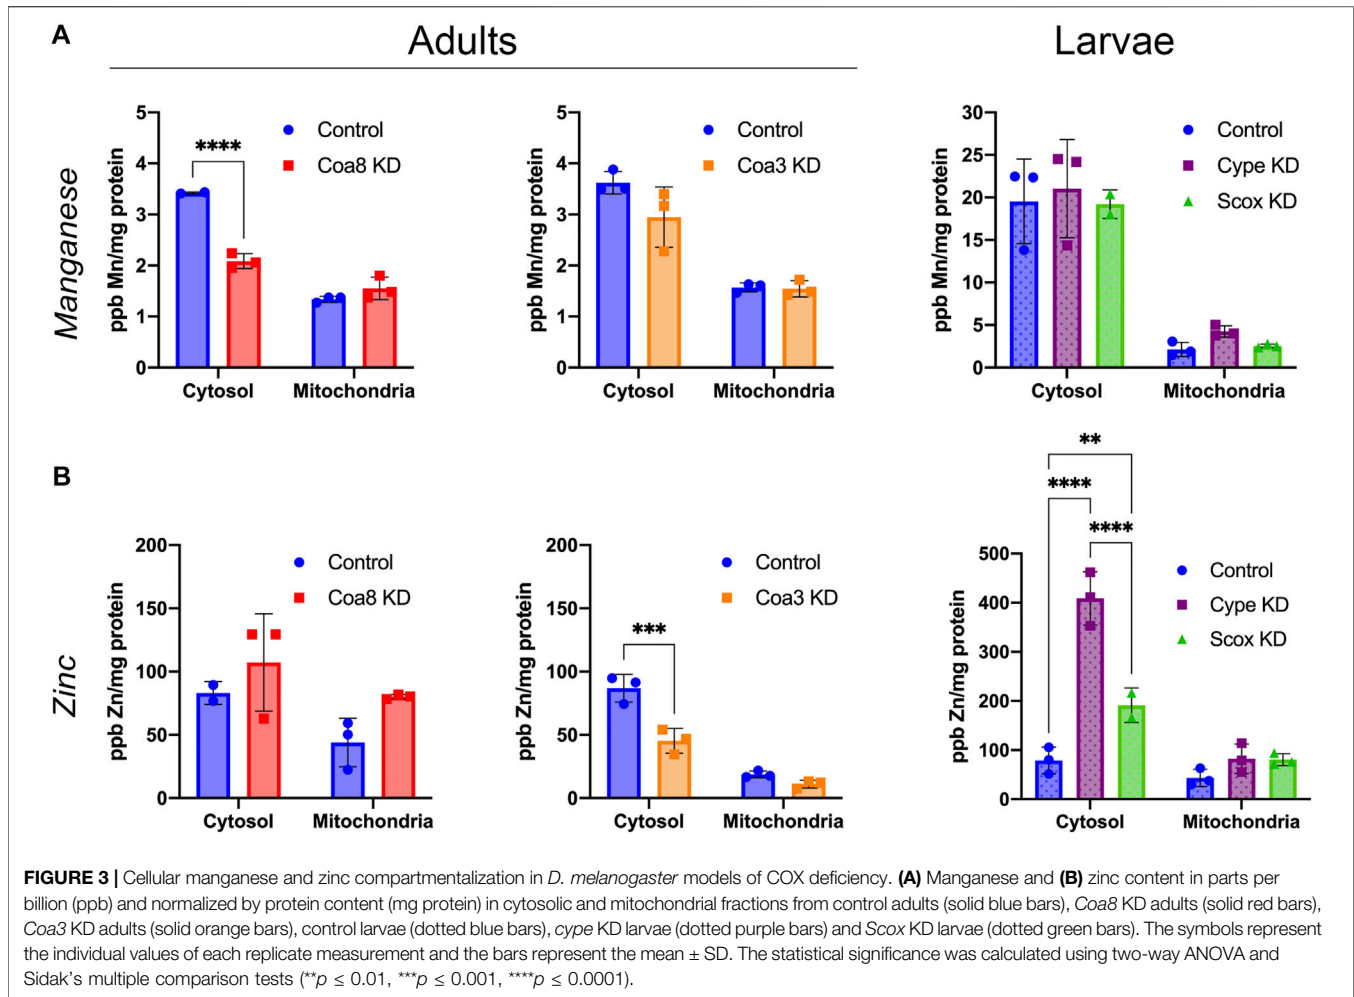 A
Adults
Larvae
Manganese
ppb Mn/mg protein
5
4
3
2
1
0
****
Control
Coa8 KD
Cytosol
Mitochondria
ppb Mn/mg protein
5
4
3
2
1
0
Control
Coa3 KD
Cytosol
Mitochondria
ppb Mn/mg protein
30
25
20
15
10
5
0
Control
Cype KD
Scox KD
Cytosol
Mitochondria
B
Zinc
ppb Zn/mg protein
200
150
100
50
0
Control
Coa8 KD
Cytosol
Mitochondria
ppb Zn/mg protein
200
150
100
50
0
***
Control
Coa3 KD
Cytosol
Mitochondria
ppb Zn/mg protein
500
400
300
200
100
0
**
****
****
Control
Cype KD
Scox KD
Cytosol
Mitochondria
FIGURE 3 | Cellular manganese and zinc compartmentalization in D. melanogaster models of COX deficiency. (A) Manganese and (B) zinc content in parts per
billion (ppb) and normalized by protein content (mg protein) in cytosolic and mitochondrial fractions from control adults (solid blue bars), Coa8 KD adults (solid red bars),
Coa3 KD adults (solid orange bars), control larvae (dotted blue bars), cype KD larvae (dotted purple bars) and Scox KD larvae (dotted green bars). The symbols represent
the individual values of each replicate measurement and the bars represent the mean ± SD. The statistical significance was calculated using two-way ANOVA and
Sidak's multiple comparison tests (**p ≤ 0.01, ***p ≤ 0.001, ****p ≤ 0.0001).